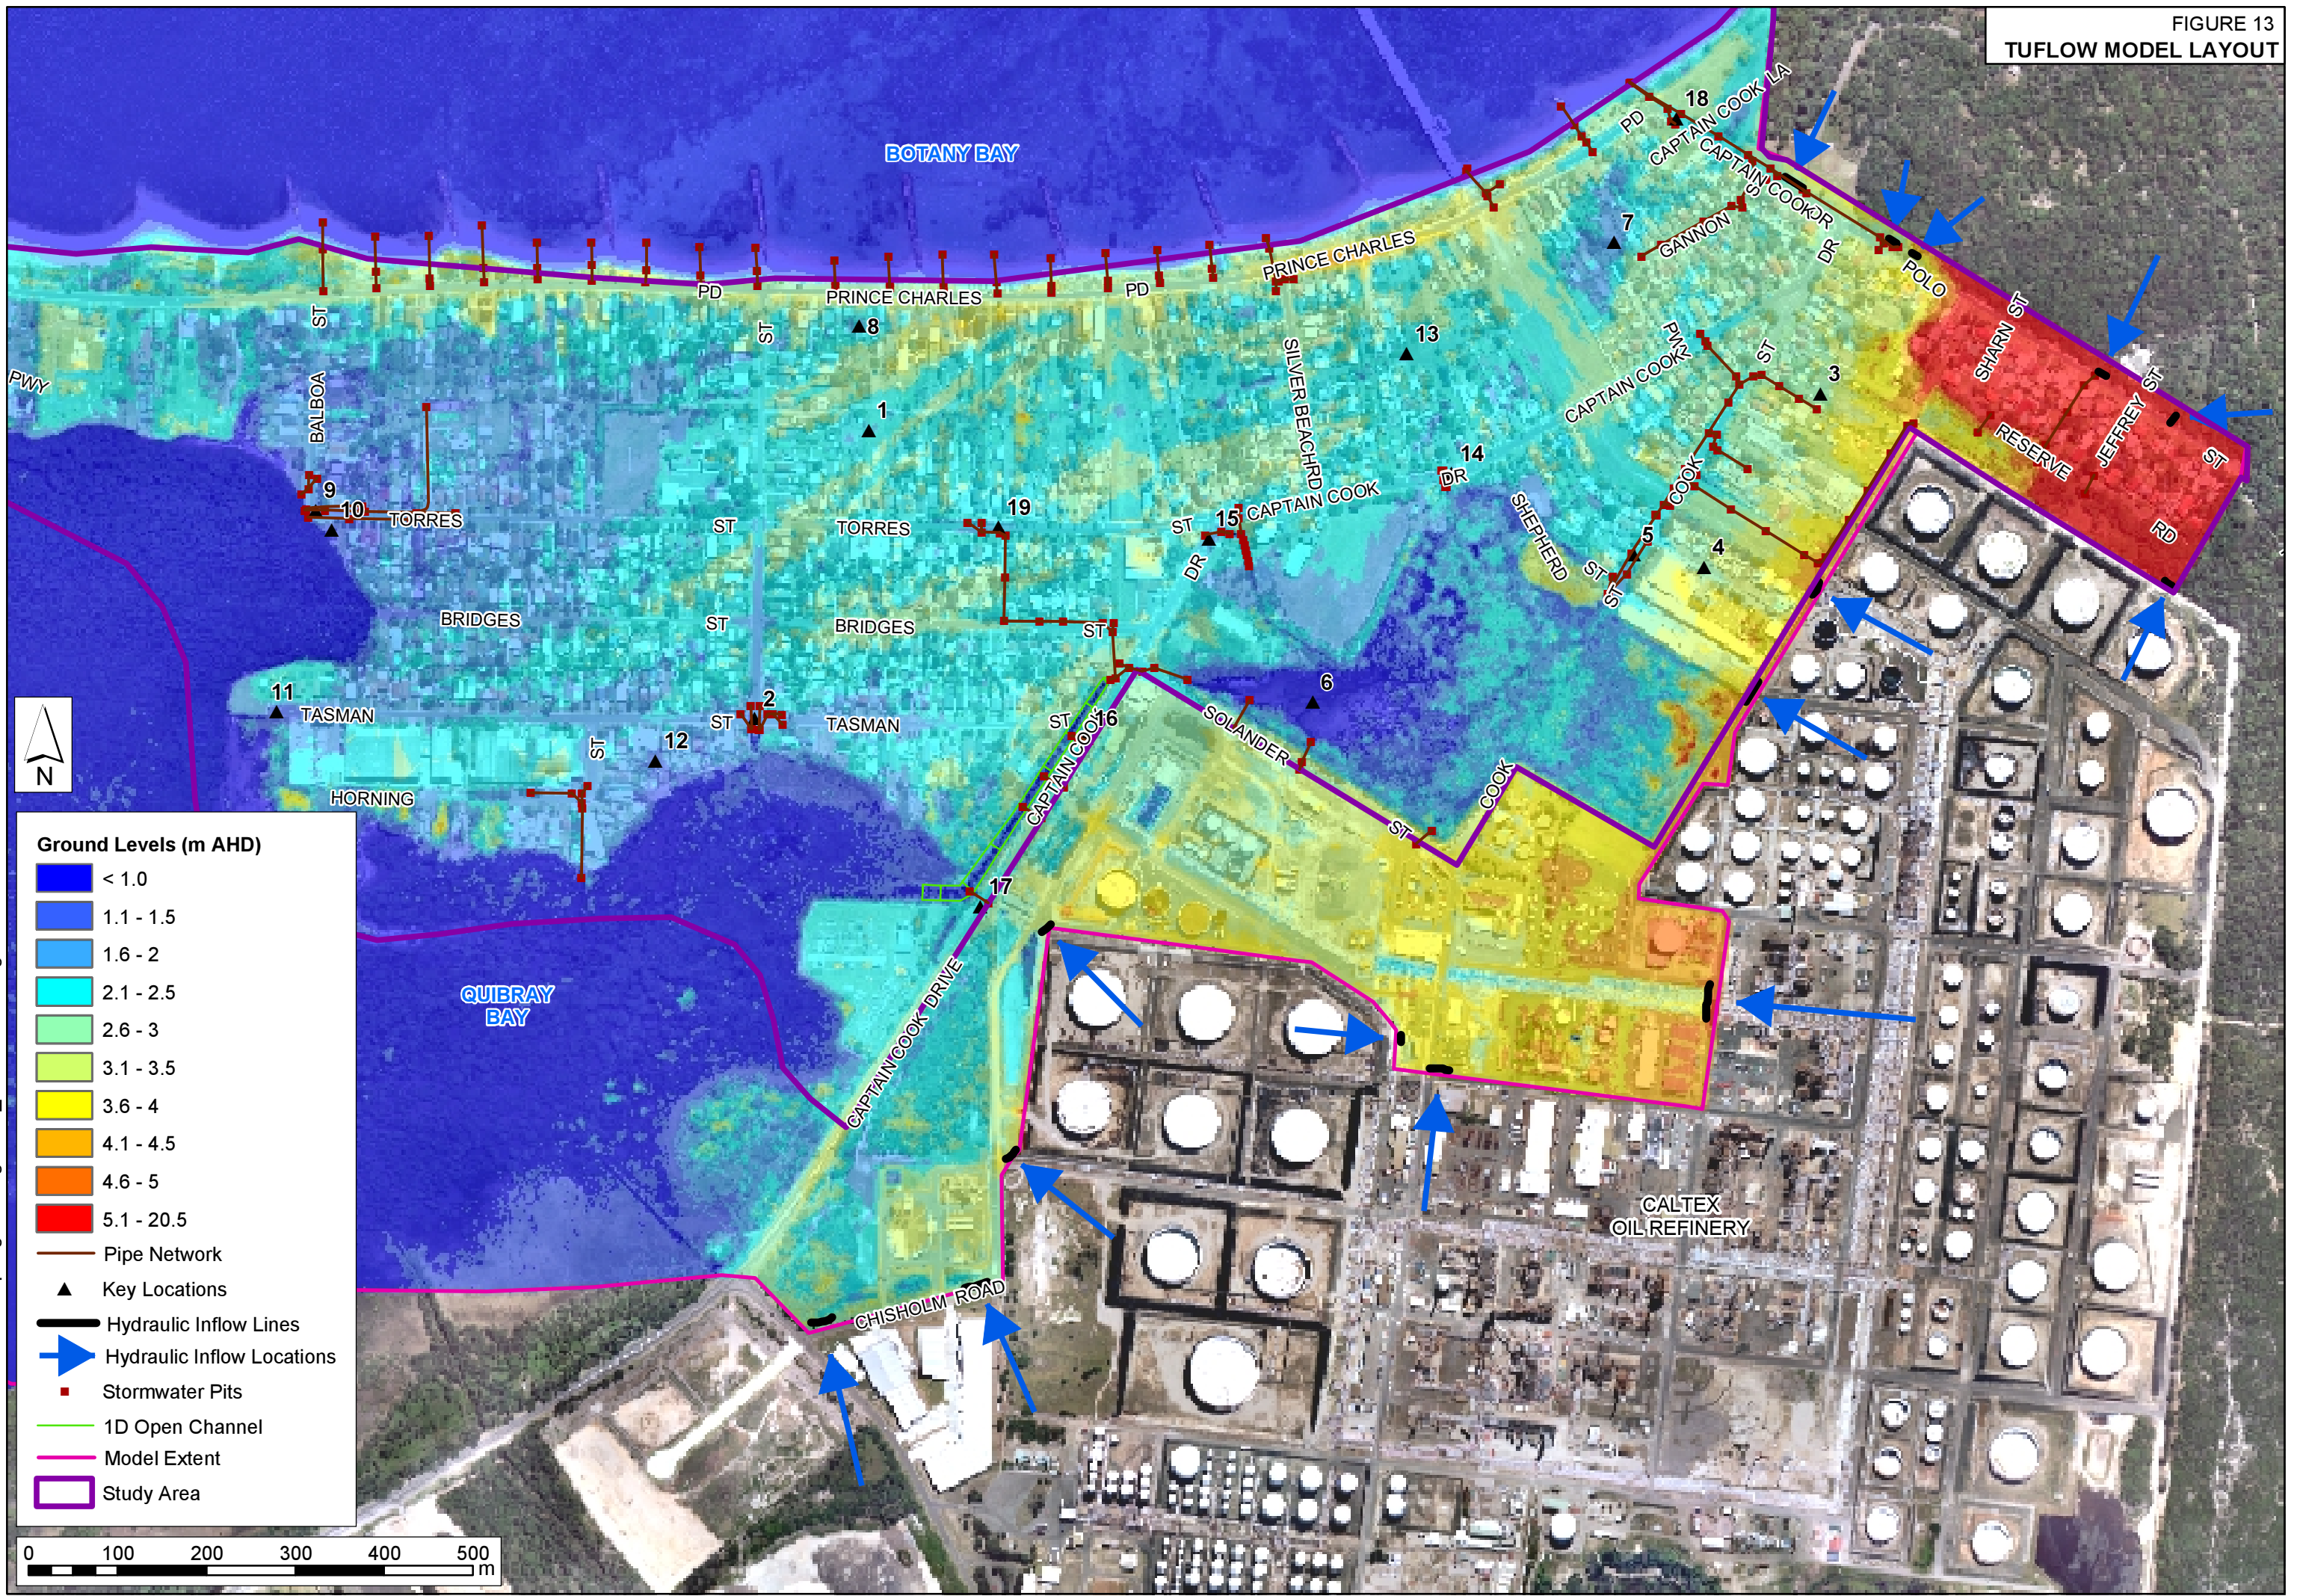 FIGURE 13
TUFLOW MODEL LAYOUT
BOTANY BAY
18
CAPTAIN COOK LA
PD
CAPTAIN COOK DR
ST
7
GANNON
DR
POLO
PRINCE CHARLES
PD
PRINCE CHARLES
PD
ST
ST
8
13
SILVER BEACHRD
PWY
CAPTAIN COOK
ST
3
SHARN ST
JEFFREY ST
RESERVE
ST
RD
PWY
BALBOA
1
9
10
TORRES
ST
TORRES
19
ST
15
CAPTAIN COOK
DR
14
DR
SHEPHERD
ST
COOK
ST
5
4
BRIDGES
ST
BRIDGES
ST
11
TASMAN
ST
2
TASMAN
ST
16
CAPTAIN COOK
6
SOLANDER
ST
COOK
12
ST
HORNING
17
QUIBRAY
BAY
CAPTAIN COOK DRIVE
CHISHOLM ROAD
CALTEX
OIL REFINERY
N
Ground Levels (m AHD)
< 1.0
1.1 - 1.5
1.6 - 2
2.1 - 2.5
2.6 - 3
3.1 - 3.5
3.6 - 4
4.1 - 4.5
4.6 - 5
5.1 - 20.5
Pipe Network
Key Locations
Hydraulic Inflow Lines
Hydraulic Inflow Locations
Stormwater Pits
1D Open Channel
Model Extent
Study Area
0 100 200 300 400 500
m